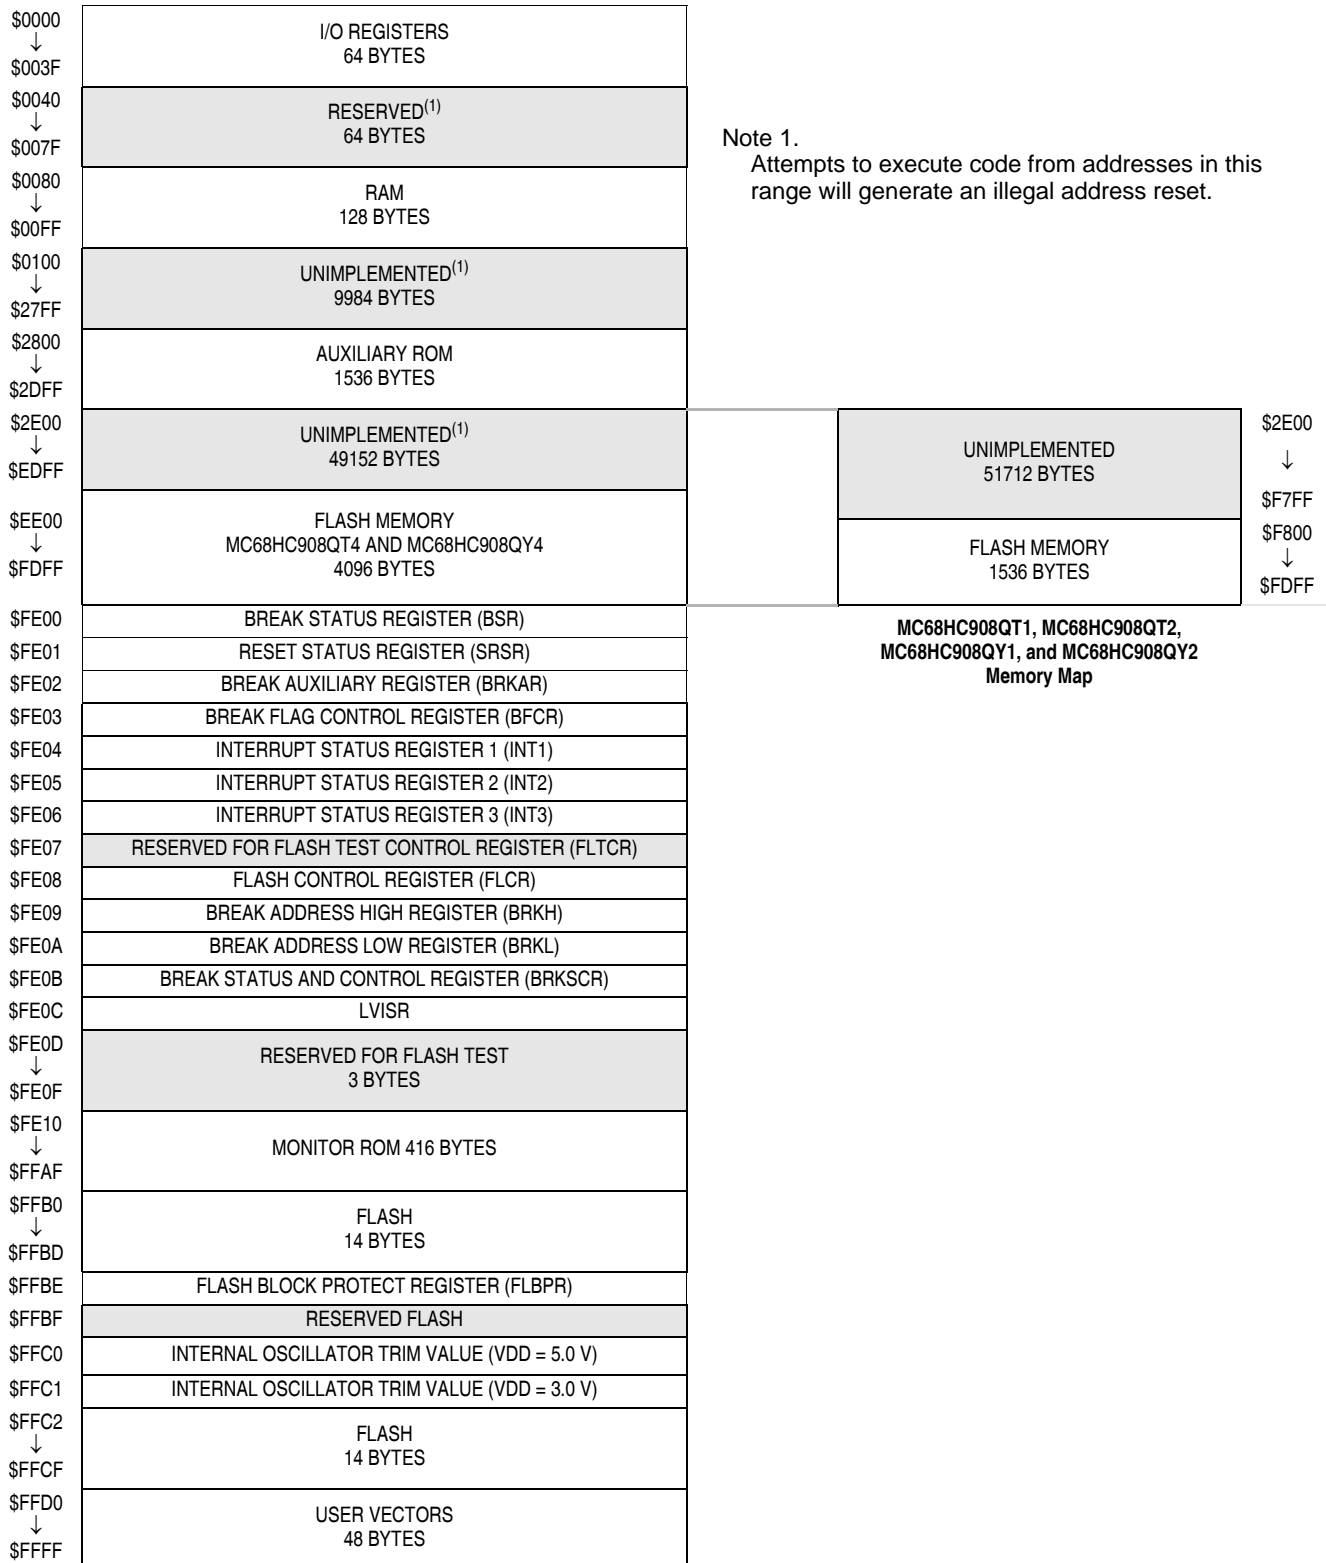 $0000
↓
$003F
I/O REGISTERS
64 BYTES
$0040
↓
$007F
RESERVED(1)
64 BYTES
Note 1.
Attempts to execute code from addresses in this
range will generate an illegal address reset.
$0080
↓
$00FF
RAM
128 BYTES
$0100
↓
$27FF
UNIMPLEMENTED(1)
9984 BYTES
$2800
↓
$2DFF
AUXILIARY ROM
1536 BYTES
$2E00
↓
$EDFF
UNIMPLEMENTED(1)
49152 BYTES
UNIMPLEMENTED
51712 BYTES
$2E00
↓
$F7FF
$EE00
↓
$FDFF
FLASH MEMORY
MC68HC908QT4 AND MC68HC908QY4
4096 BYTES
FLASH MEMORY
1536 BYTES
$F800
↓
$FDFF
MC68HC908QT1, MC68HC908QT2,
MC68HC908QY1, and MC68HC908QY2
Memory Map
$FE00 BREAK STATUS REGISTER (BSR)
$FE01 RESET STATUS REGISTER (SRSR)
$FE02 BREAK AUXILIARY REGISTER (BRKAR)
$FE03 BREAK FLAG CONTROL REGISTER (BFCR)
$FE04 INTERRUPT STATUS REGISTER 1 (INT1)
$FE05 INTERRUPT STATUS REGISTER 2 (INT2)
$FE06 INTERRUPT STATUS REGISTER 3 (INT3)
$FE07 RESERVED FOR FLASH TEST CONTROL REGISTER (FLTCR)
$FE08 FLASH CONTROL REGISTER (FLCR)
$FE09 BREAK ADDRESS HIGH REGISTER (BRKH)
$FE0A BREAK ADDRESS LOW REGISTER (BRKL)
$FE0B BREAK STATUS AND CONTROL REGISTER (BRKSCR)
$FE0C LVISR
$FE0D
↓
$FE0F
RESERVED FOR FLASH TEST
3 BYTES
$FE10
↓
$FFAF
MONITOR ROM 416 BYTES
$FFB0
↓
$FFBD
FLASH
14 BYTES
$FFBE FLASH BLOCK PROTECT REGISTER (FLBPR)
$FFBF RESERVED FLASH
$FFC0 INTERNAL OSCILLATOR TRIM VALUE (VDD = 5.0 V)
$FFC1 INTERNAL OSCILLATOR TRIM VALUE (VDD = 3.0 V)
$FFC2
↓
$FFCF
FLASH
14 BYTES
$FFD0
↓
$FFFF
USER VECTORS
48 BYTES